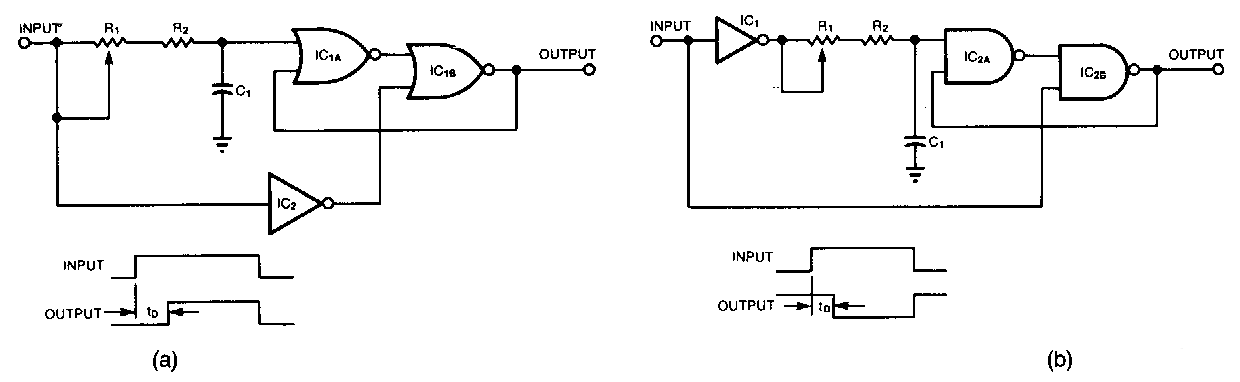 INPUT
R1
R2
C1
IC1A
IC1B
OUTPUT
IC2
INPUT
OUTPUT
tD
(a)
INPUT
IC1
R1
R2
C1
IC2A
IC2B
OUTPUT
INPUT
OUTPUT
tD
(b)